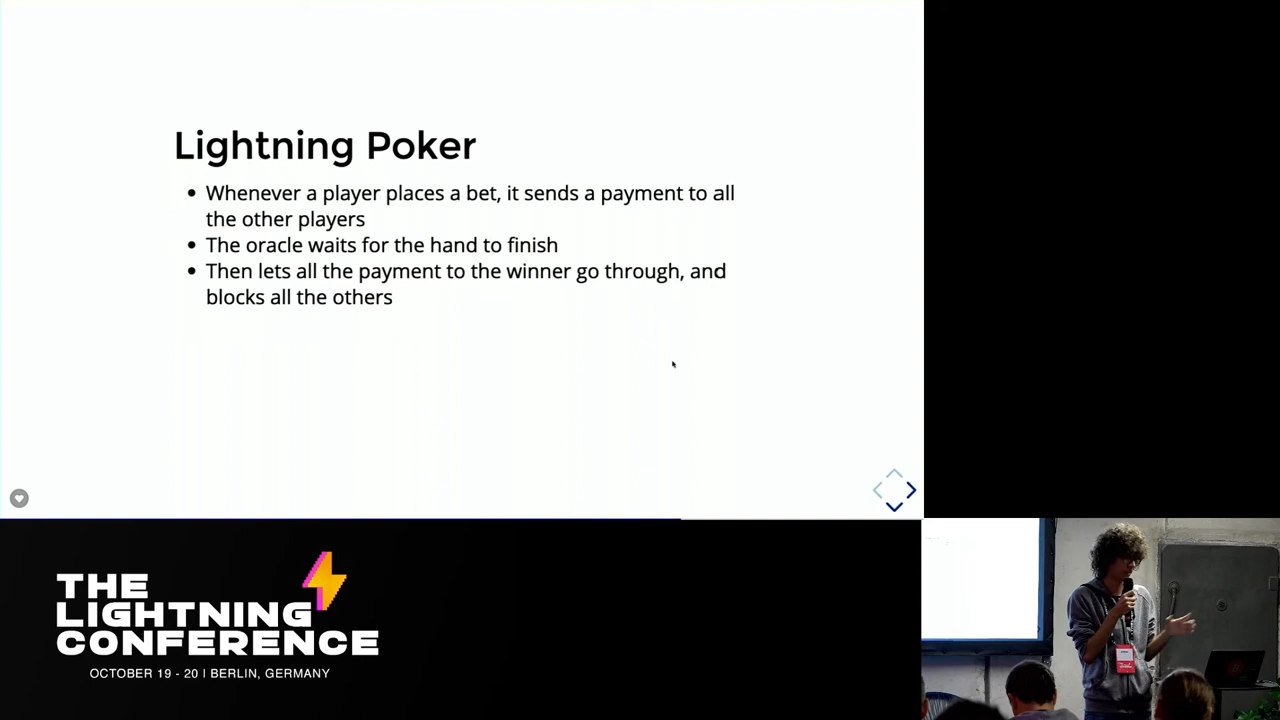 Lightning Poker
Whenever a player places a bet, it sends a payment to all
the other players
The oracle waits for the hand to finish
Then lets all the payment to the winner go through, and
blocks all the others
THE
LIGHTNING
CONFERENCE
OCTOBER 19 - 20 | BERLIN, GERMANY